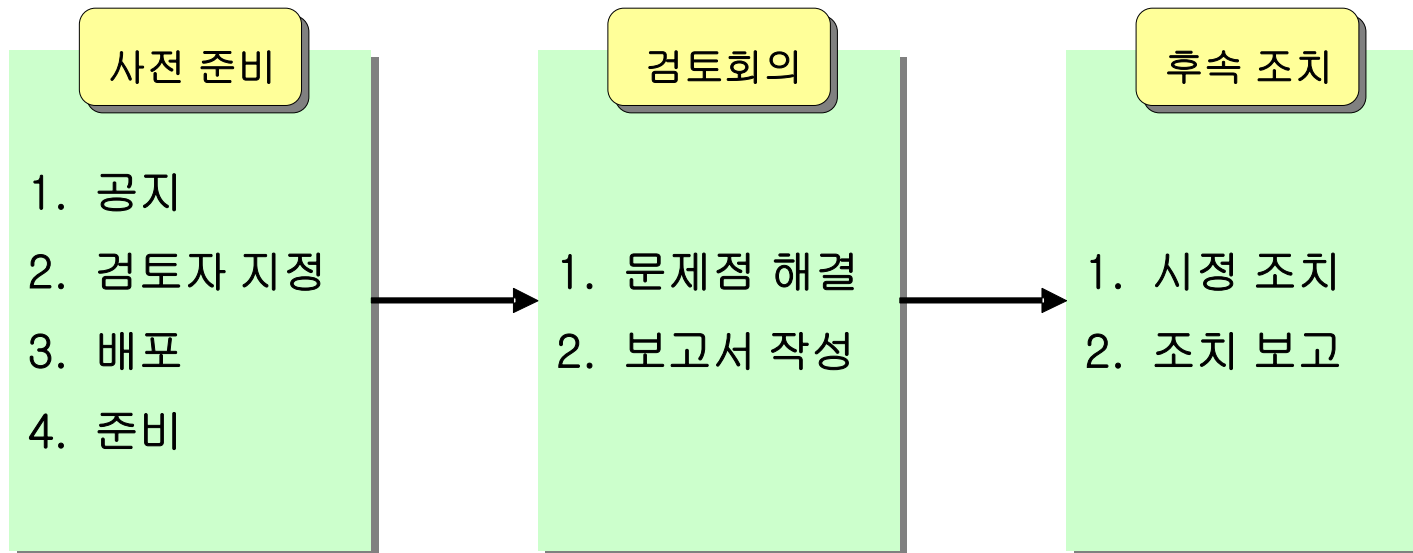 사전 준비
1. 공지
2. 검토자 지정
3. 배포
4. 준비
검토회의
1. 문제점 해결
2. 보고서 작성
후속 조치
1. 시정 조치
2. 조치 보고